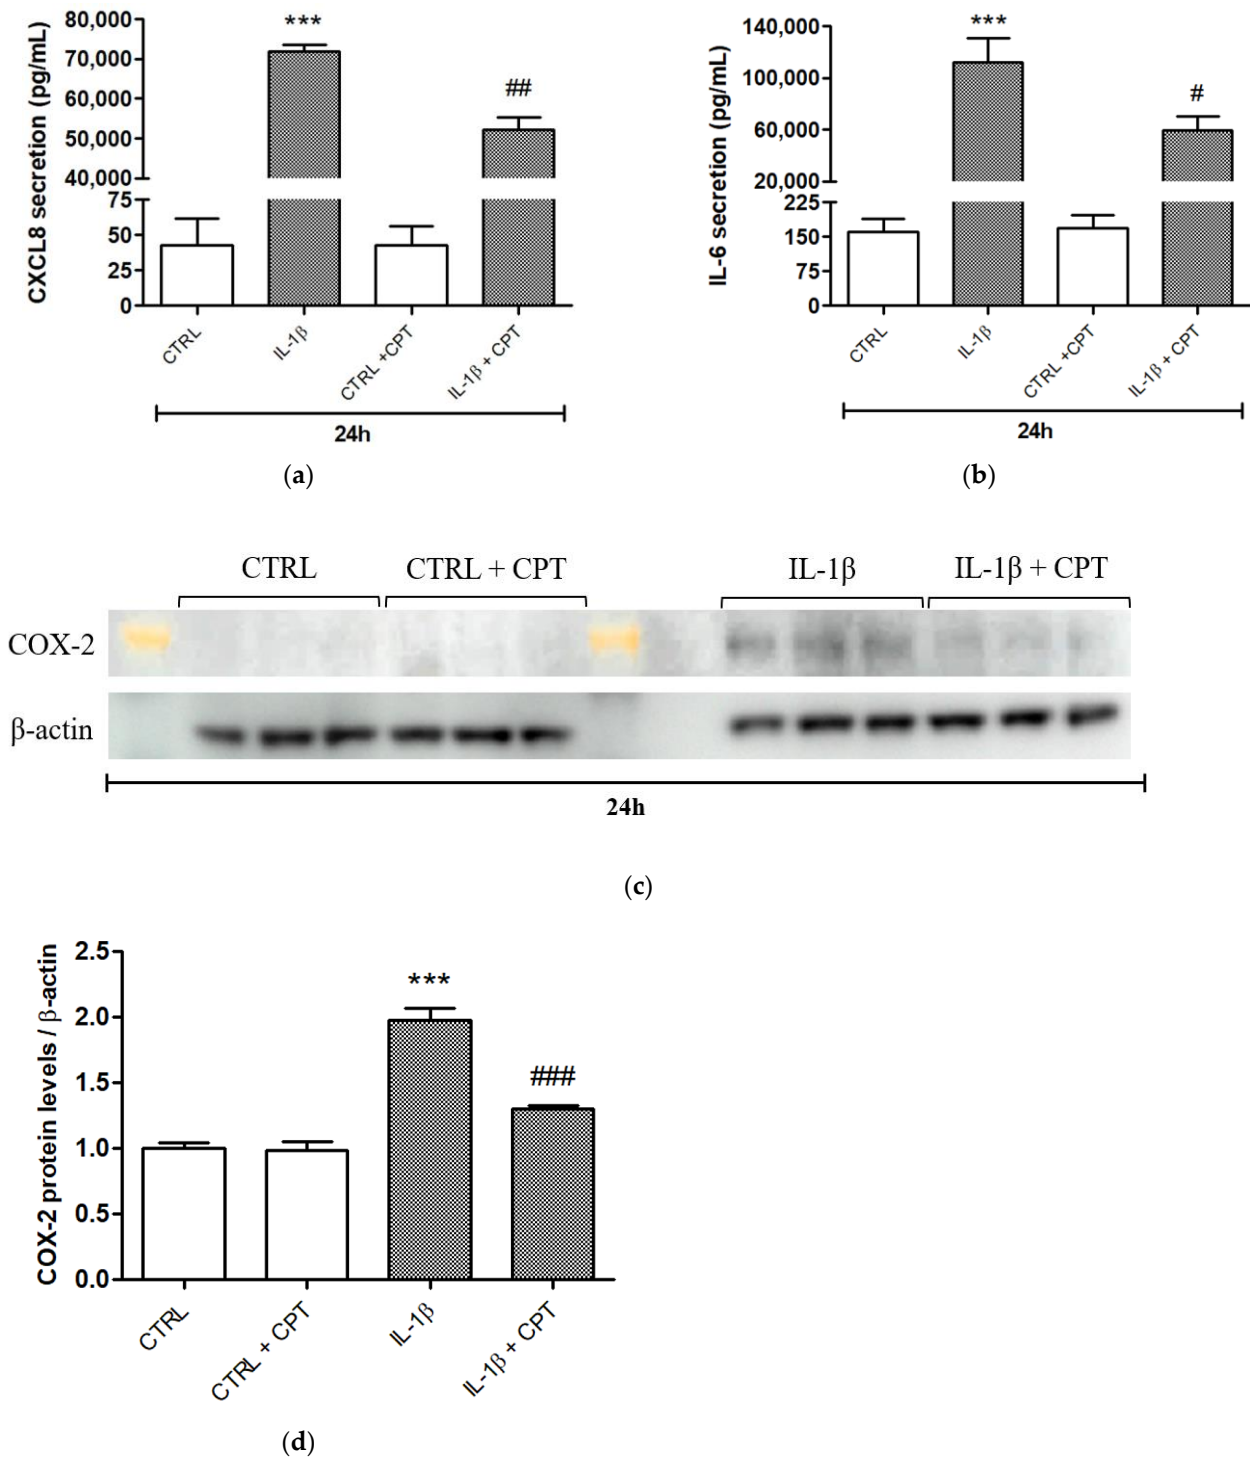 CXCL8 secretion (pg/mL)
80,000
70,000
60,000
50,000
40,000
75
50
25
0
***
##
CTRL
IL-1β
CTRL +CPT
IL-1β + CPT
24h
(a)
IL-6 secretion (pg/mL)
140,000
100,000
60,000
20,000
225
150
75
0
***
#
CTRL
IL-1β
CTRL +CPT
IL-1β + CPT
24h
(b)
CTRL
CTRL + CPT
IL-1β
IL-1β + CPT
COX-2
β-actin
24h
(c)
COX-2 protein levels / β-actin
2.5
2.0
1.5
1.0
0.5
0.0
***
###
CTRL
CTRL + CPT
IL-1β
IL-1β + CPT
(d)